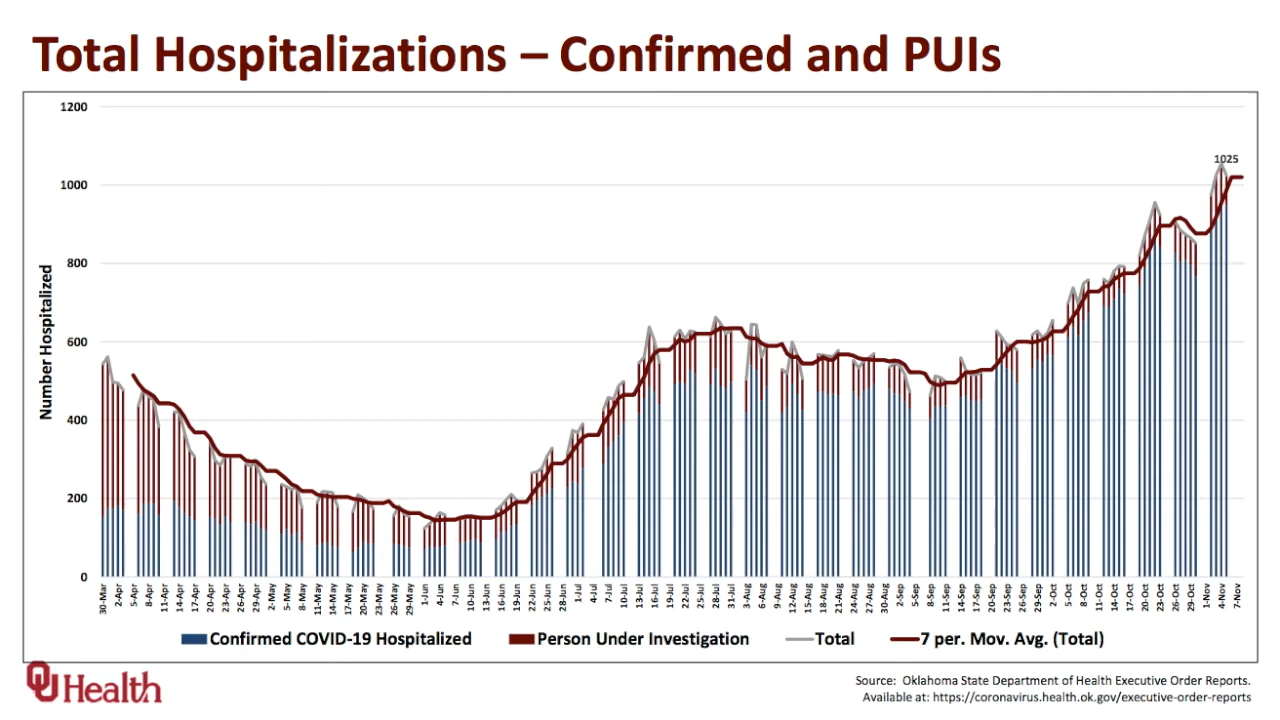 Total Hospitalizations – Confirmed and PUIs
1200
1000
800
600
400
200
0
Number Hospitalized
1025
30-Mar
2-Apr
5-Apr
8-Apr
11-Apr
14-Apr
17-Apr
20-Apr
23-Apr
26-Apr
29-Apr
2-May
5-May
8-May
11-May
14-May
17-May
20-May
23-May
26-May
29-May
1-Jun
4-Jun
7-Jun
10-Jun
13-Jun
16-Jun
19-Jun
22-Jun
25-Jun
28-Jun
1-Jul
4-Jul
7-Jul
10-Jul
13-Jul
16-Jul
19-Jul
22-Jul
25-Jul
28-Jul
31-Jul
3-Aug
6-Aug
9-Aug
12-Aug
15-Aug
18-Aug
21-Aug
24-Aug
27-Aug
30-Aug
2-Sep
5-Sep
8-Sep
11-Sep
14-Sep
17-Sep
20-Sep
23-Sep
26-Sep
29-Sep
2-Oct
5-Oct
8-Oct
11-Oct
14-Oct
17-Oct
20-Oct
23-Oct
26-Oct
29-Oct
1-Nov
4-Nov
7-Nov
Confirmed COVID-19 Hospitalized Person Under Investigation Total 7 per. Mov. Avg. (Total)
OU Health
Source: Oklahoma State Department of Health Executive Order Reports.
Available at: https://coronavirus.health.ok.gov/executive-order-reports